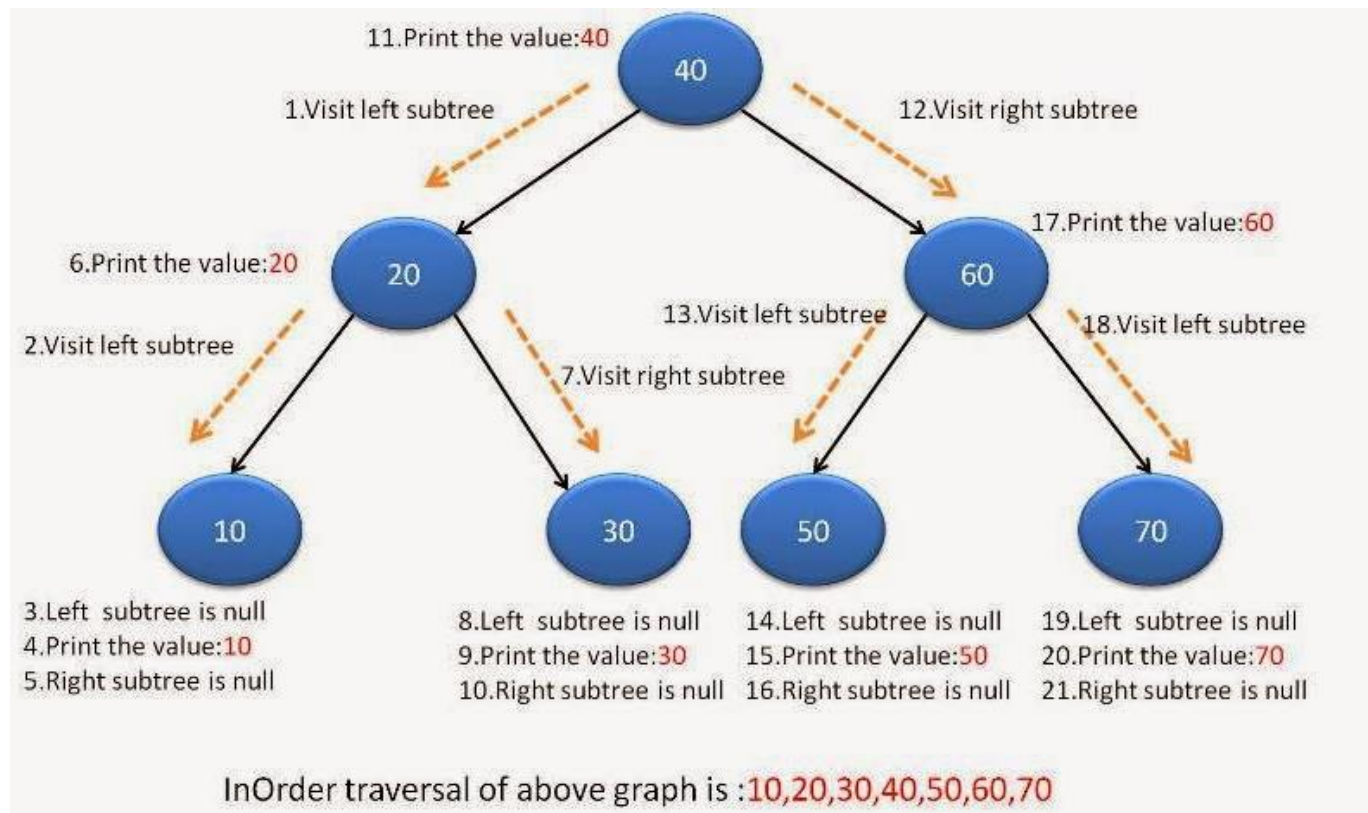 11.Print the value:40
40
1.Visit left subtree
12.Visit right subtree
17.Print the value:60
6.Print the value:20
20
60
13.Visit left subtree
18.Visit left subtree
2.Visit left subtree
7.Visit right subtree
10
30
50
70
3.Left subtree is null
4.Print the value:10
5.Right subtree is null
8.Left subtree is null
9.Print the value:30
10.Right subtree is null
14.Left subtree is null
15.Print the value:50
16.Right subtree is null
19.Left subtree is null
20.Print the value:70
21.Right subtree is null
InOrder traversal of above graph is :10,20,30,40,50,60,70